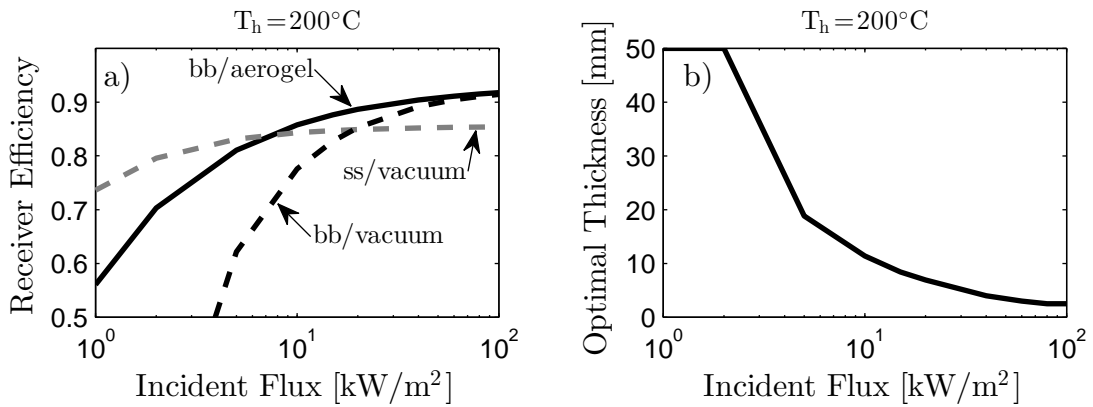 T_h = 200°C
a)
bb/aerogel
ss/vacuum
bb/vacuum
Receiver Efficiency
0.9
0.8
0.7
0.6
0.5
10^0
10^1
10^2
Incident Flux [kW/m^2]
T_h = 200°C
b)
Optimal Thickness [mm]
50
40
30
20
10
0
10^0
10^1
10^2
Incident Flux [kW/m^2]